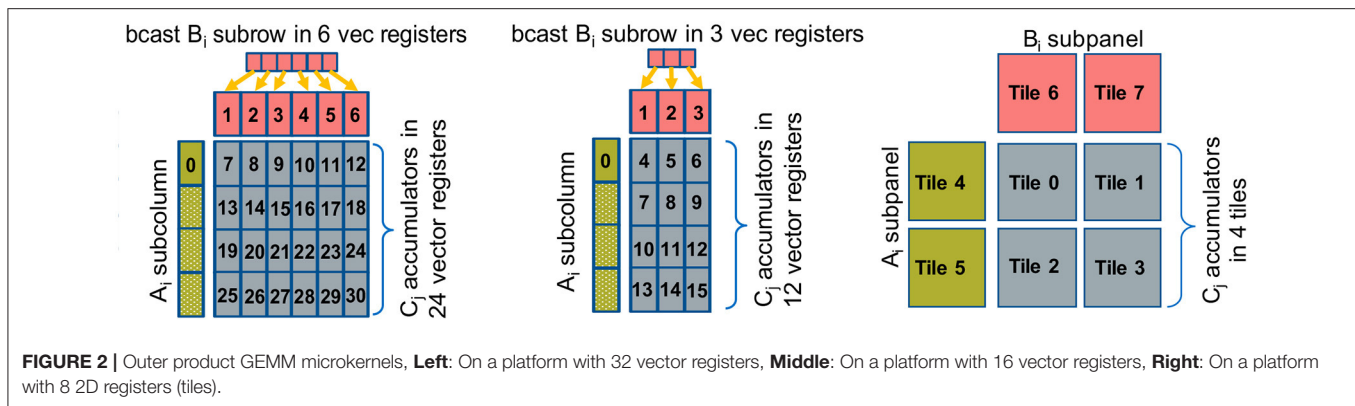 bcast Bi subrow in 6 vec registers
1 2 3 4 5 6
Ai subcolumn
0 7 8 9 10 11 12
13 14 15 16 17 18
19 20 21 22 23 24
25 26 27 28 29 30
Cj accumulators in
24 vector registers
bcast Bi subrow in 3 vec registers
1 2 3
Ai subcolumn
0 4 5 6
7 8 9
10 11 12
13 14 15
Cj accumulators in
12 vector registers
Bi subpanel
Tile 6 Tile 7
Ai subpanel
Tile 4 Tile 0 Tile 1
Tile 5 Tile 2 Tile 3
Cj accumulators
in 4 tiles
FIGURE 2 | Outer product GEMM microkernels, Left: On a platform with 32 vector registers, Middle: On a platform with 16 vector registers, Right: On a platform
with 8 2D registers (tiles).